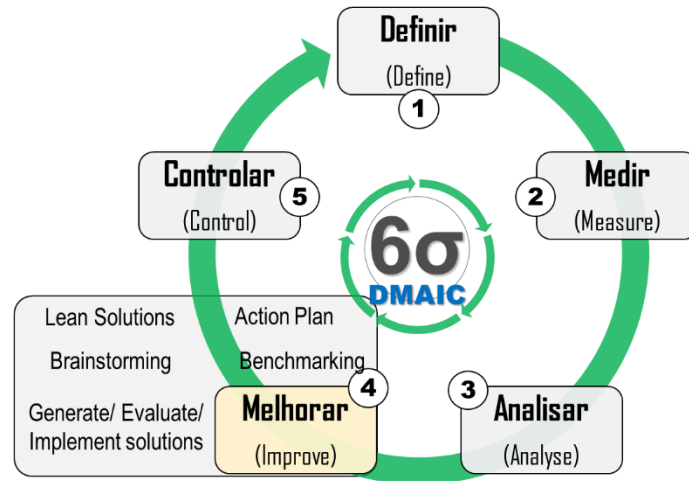 Definir
(Define)
1
Controlar
(Control)
5
Medir
(Measure)
2
6σ
DMAIC
Lean Solutions
Action Plan
Brainstorming
Benchmarking
Generate/ Evaluate/
Implement solutions
Melhorar
(Improve)
4
3
Analisar
(Analyse)